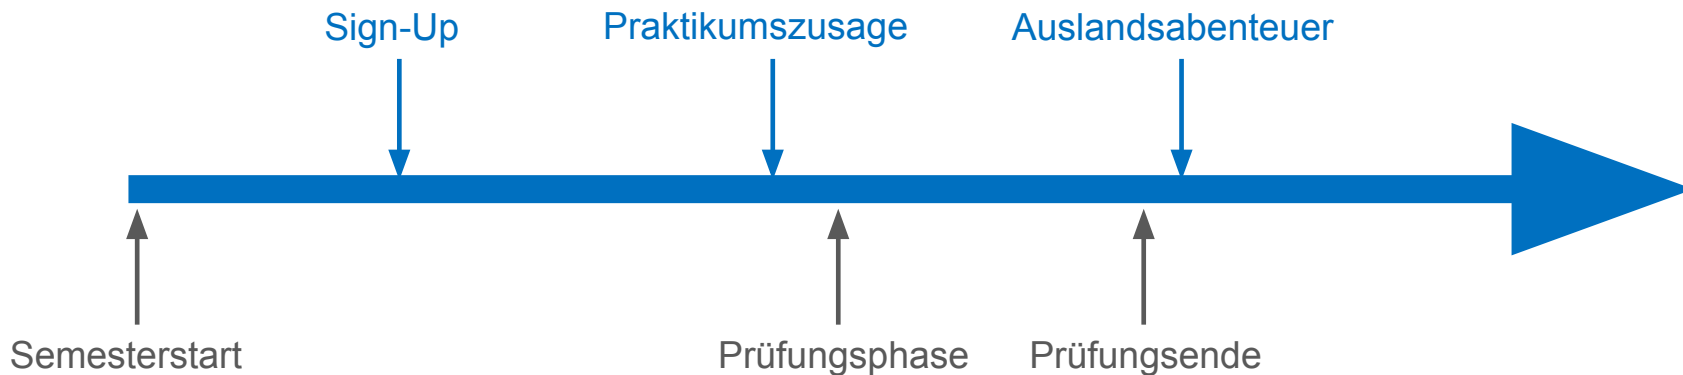 Sign-Up
Praktikumszusage
Auslandsabenteuer
Semesterstart
Prüfungsphase
Prüfungsende